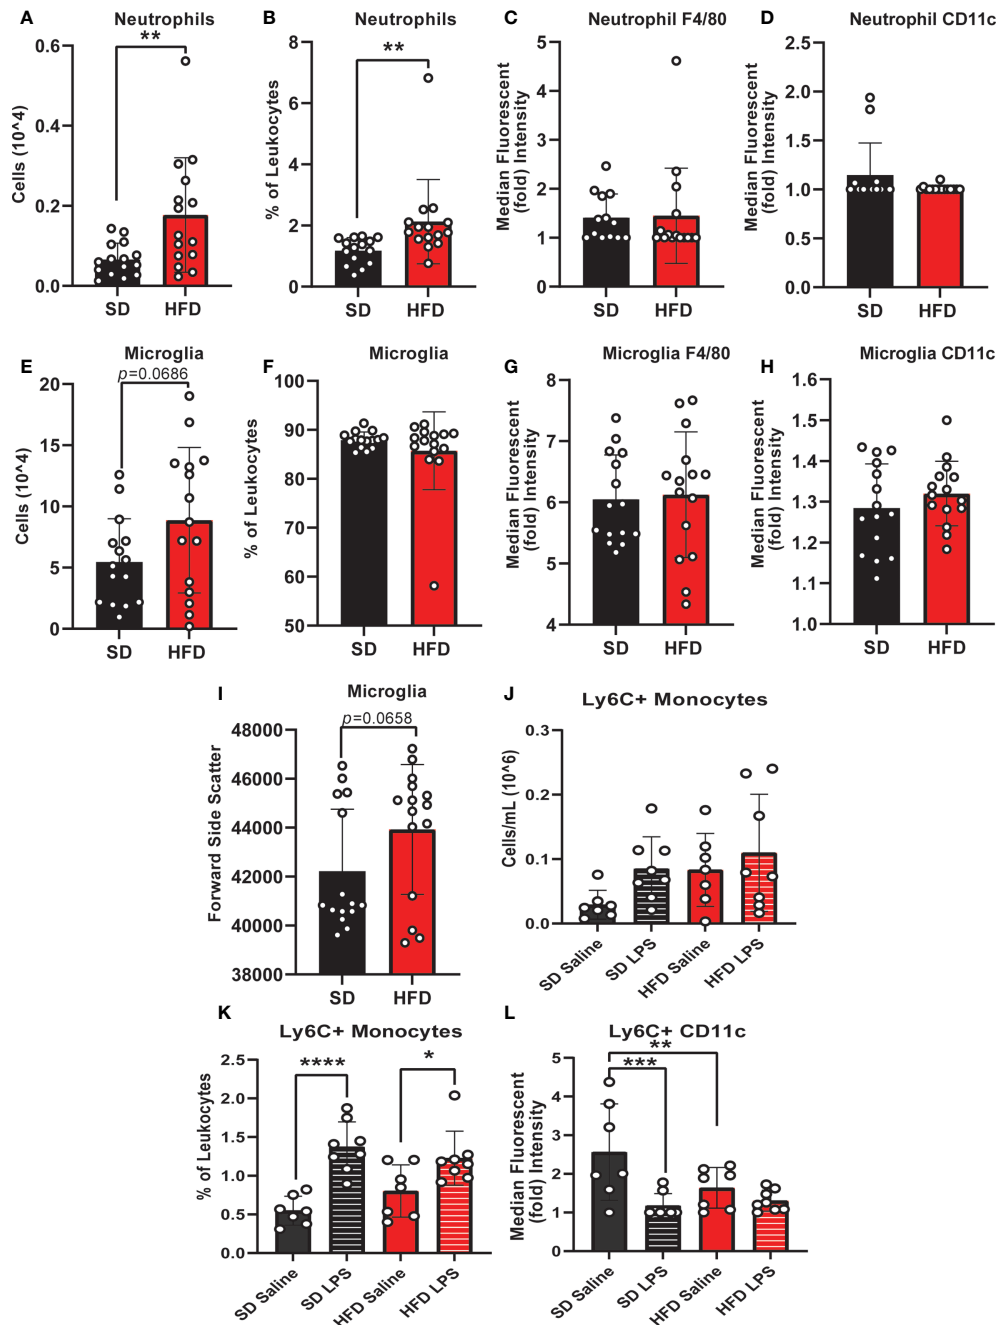 A Neutrophils
**
Cells (10^4)
0.6
0.4
0.2
0.0
SD HFD
B Neutrophils
**
% of Leukocytes
8
6
4
2
0
SD HFD
C Neutrophil F4/80
Median Fluorescent
(fold) Intensity
5
4
3
2
1
0
SD HFD
D Neutrophil CD11c
Median Fluorescent
(fold) Intensity
2.5
2.0
1.5
1.0
0.5
0.0
SD HFD
E Microglia
p=0.0686
Cells (10^4)
20
15
10
5
0
SD HFD
F Microglia
% of Leukocytes
100
90
80
70
60
50
SD HFD
G Microglia F4/80
Median Fluorescent
(fold) Intensity
8
7
6
5
4
SD HFD
H Microglia CD11c
Median Fluorescent
(fold) Intensity
1.6
1.5
1.4
1.3
1.2
1.1
1.0
SD HFD
I Microglia
p=0.0658
Forward Side Scatter
48000
46000
44000
42000
40000
38000
SD HFD
J Ly6C+ Monocytes
Cells/mL (10^6)
0.3
0.2
0.1
0.0
SD Saline
SD LPS
HFD Saline
HFD LPS
K Ly6C+ Monocytes
****
*
% of Leukocytes
2.5
2.0
1.5
1.0
0.5
0.0
SD Saline
SD LPS
HFD Saline
HFD LPS
L Ly6C+ CD11c
**
***
Median Fluorescent
(fold) Intensity
5
4
3
2
1
0
SD Saline
SD LPS
HFD Saline
HFD LPS